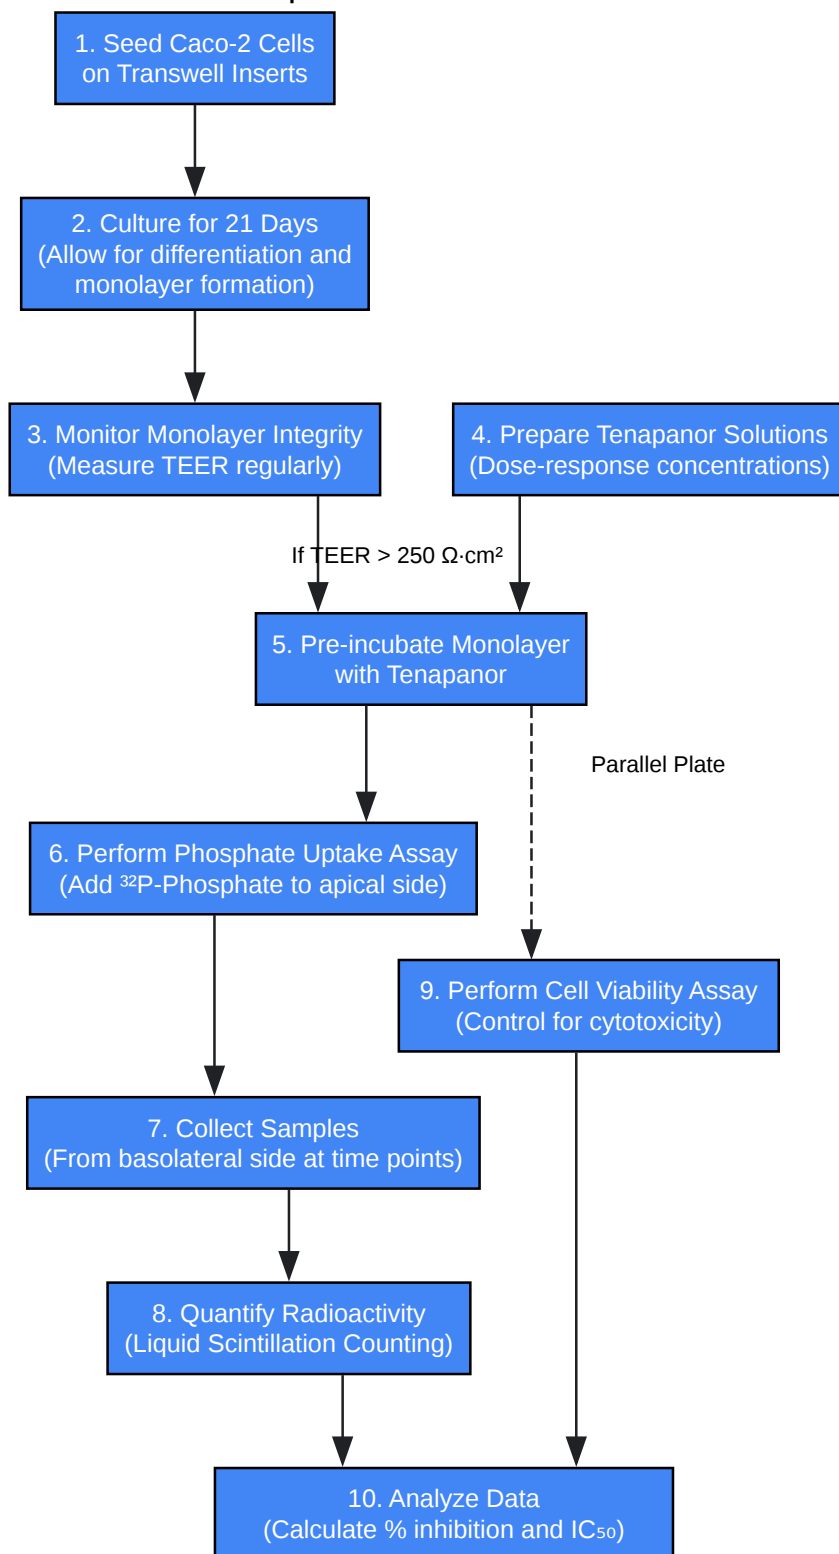 1. Seed Caco-2 Cells
on Transwell Inserts
2. Culture for 21 Days
(Allow for differentiation and
monolayer formation)
3. Monitor Monolayer Integrity
(Measure TEER regularly)
4. Prepare Tenapanor Solutions
(Dose-response concentrations)
If TEER > 250 Ω·cm²
5. Pre-incubate Monolayer
with Tenapanor
Parallel Plate
6. Perform Phosphate Uptake Assay
(Add ³²P-Phosphate to apical side)
9. Perform Cell Viability Assay
(Control for cytotoxicity)
7. Collect Samples
(From basolateral side at time points)
8. Quantify Radioactivity
(Liquid Scintillation Counting)
10. Analyze Data
(Calculate % inhibition and IC₅₀)